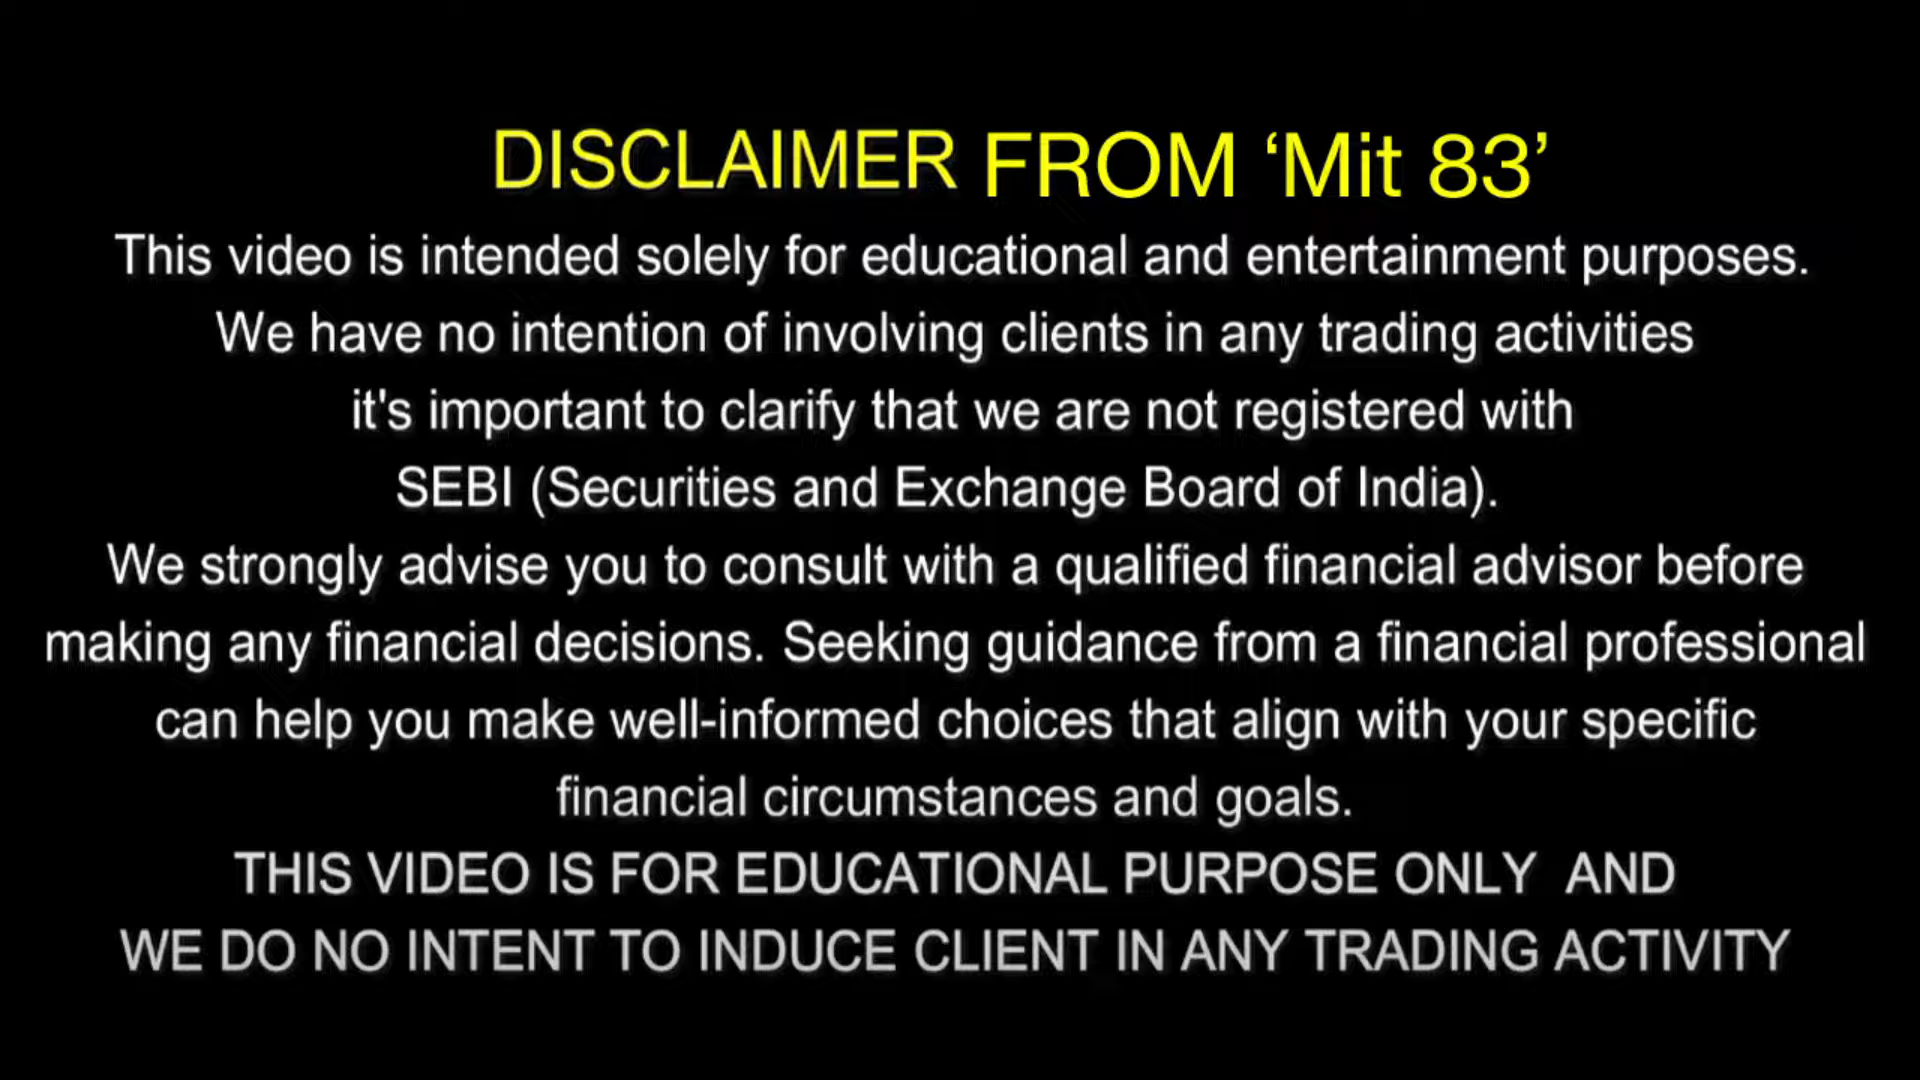 DISCLAIMER FROM ‘Mit 83’
This video is intended solely for educational and entertainment purposes.
We have no intention of involving clients in any trading activities
it's important to clarify that we are not registered with
SEBI (Securities and Exchange Board of India).
We strongly advise you to consult with a qualified financial advisor before
making any financial decisions. Seeking guidance from a financial professional
can help you make well-informed choices that align with your specific
financial circumstances and goals.
THIS VIDEO IS FOR EDUCATIONAL PURPOSE ONLY  AND
WE DO NO INTENT TO INDUCE CLIENT IN ANY TRADING ACTIVITY